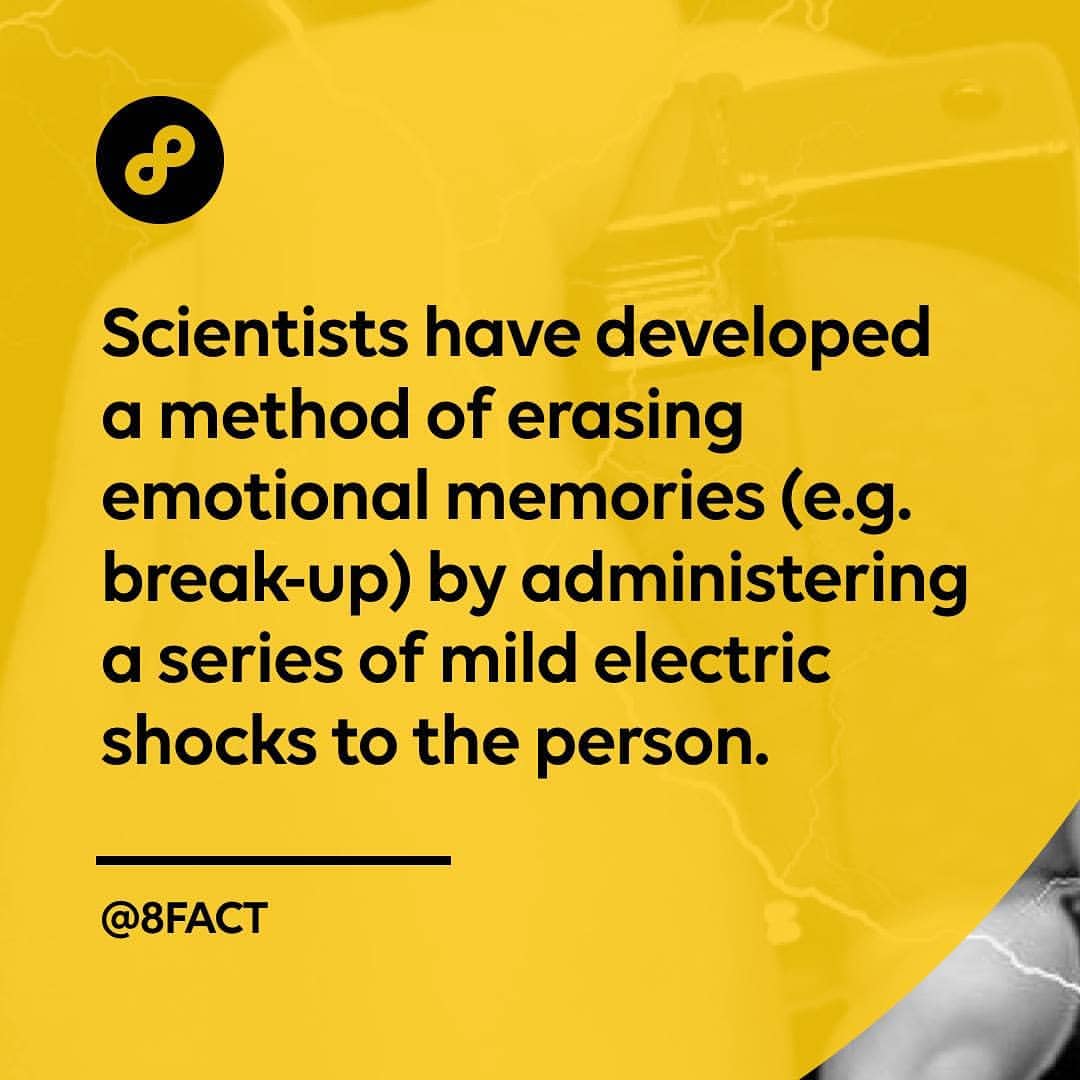 Scientists have developed
a method of erasing
emotional memories (e.g.
break-up) by administering
a series of mild electric
shocks to the person.
@8FACT